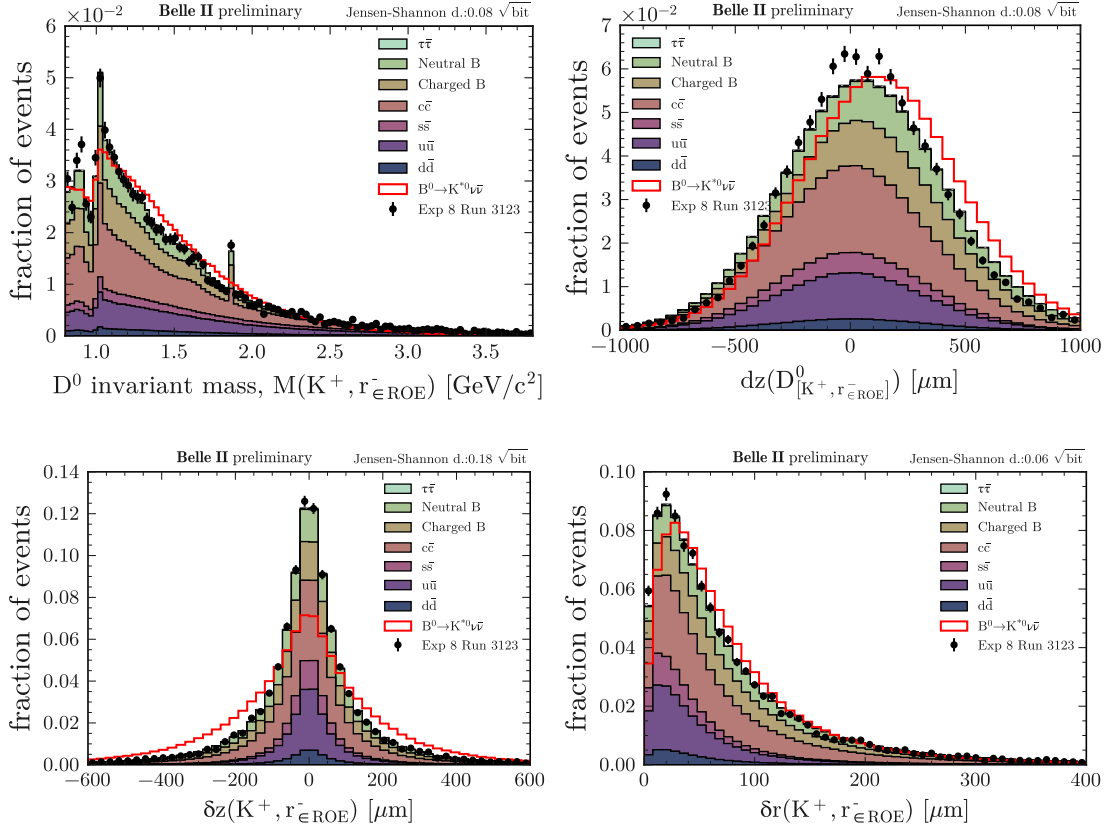 Belle II preliminary
Jensen-Shannon d.:0.08 √bit
×10⁻²
6
5
4
3
2
1
0
fraction of events
1.0 1.5 2.0 2.5 3.0 3.5
D⁰ invariant mass, M(K⁺, r⁻∈ROE) [GeV/c²]
ττ̄
Neutral B
Charged B
cc̄
ss̄
uū
dd̄
B⁰→K*⁰νν̄
Exp 8 Run 3123
Belle II preliminary
Jensen-Shannon d.:0.08 √bit
×10⁻²
7
6
5
4
3
2
1
0
fraction of events
−1000 −500 0 500 1000
dz(D⁰[K⁺, r⁻∈ROE]) [μm]
ττ̄
Neutral B
Charged B
cc̄
ss̄
uū
dd̄
B⁰→K*⁰νν̄
Exp 8 Run 3123
Belle II preliminary
Jensen-Shannon d.:0.18 √bit
0.14
0.12
0.10
0.08
0.06
0.04
0.02
0.00
fraction of events
−600 −400 −200 0 200 400 600
δz(K⁺, r⁻∈ROE) [μm]
ττ̄
Neutral B
Charged B
cc̄
ss̄
uū
dd̄
B⁰→K*⁰νν̄
Exp 8 Run 3123
Belle II preliminary
Jensen-Shannon d.:0.06 √bit
0.10
0.08
0.06
0.04
0.02
0.00
fraction of events
0 100 200 300 400
δr(K⁺, r⁻∈ROE) [μm]
ττ̄
Neutral B
Charged B
cc̄
ss̄
uū
dd̄
B⁰→K*⁰νν̄
Exp 8 Run 3123